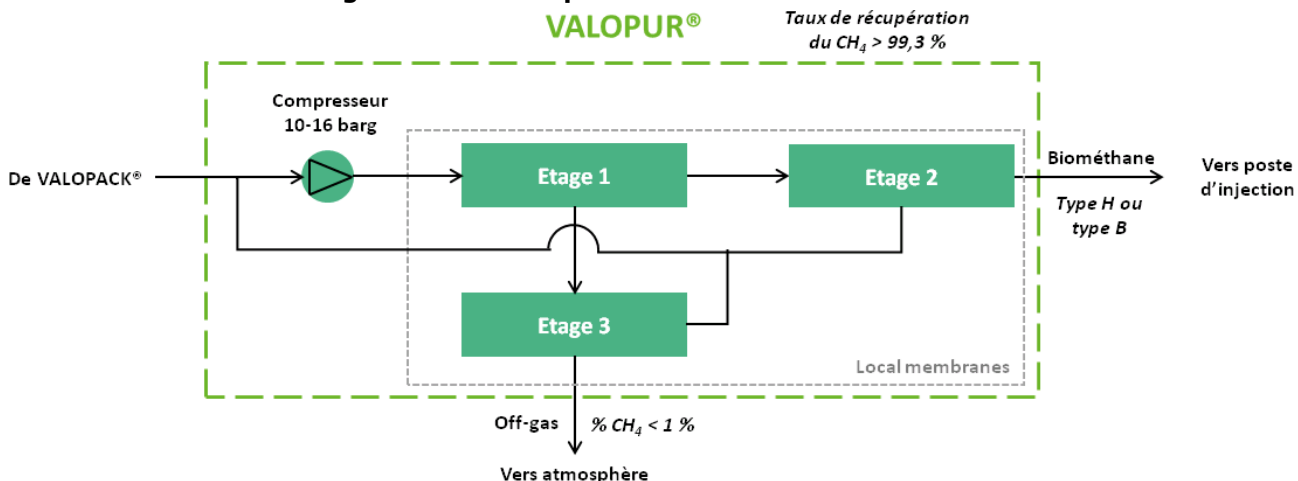 VALOPUR®
Taux de récupération
du CH₄ > 99,3 %
Compresseur
10-16 barg
De VALOPACK®
Etage 1
Etage 2
Biométhane
Type H ou
type B
Vers poste
d'injection
Etage 3
Local membranes
Off-gas
% CH₄ < 1 %
Vers atmosphère